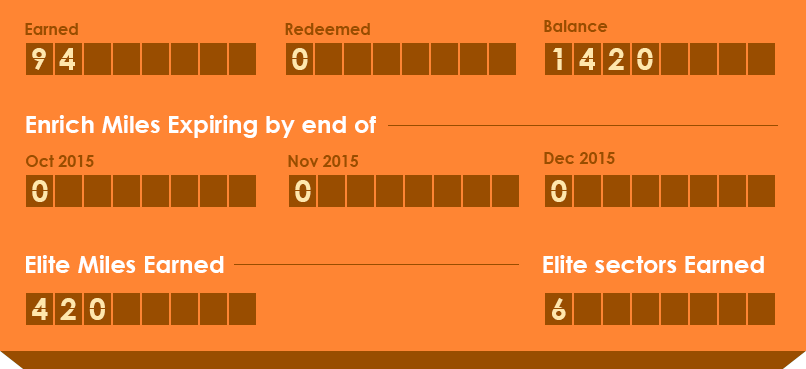 Earned Redeemed Balance
94 0 1420
Enrich Miles Expiring by end of
Oct 2015 Nov 2015 Dec 2015
0 0 0
Elite Miles Earned Elite sectors Earned
420 6